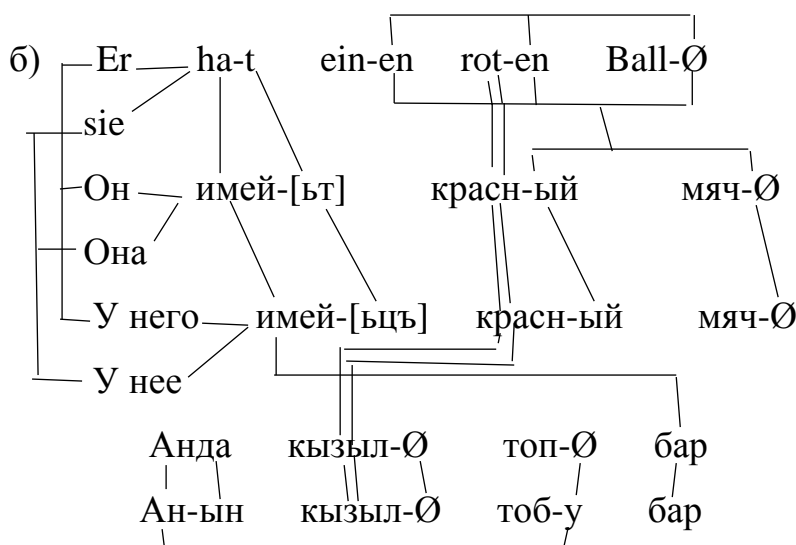 б) Er ha-t ein-en rot-en Ball-Ø
sie
Он имей-[ьт] красн-ый мяч-Ø
Она
У него имей-[ьцъ] красн-ый мяч-Ø
У нее
Анда кызыл-Ø топ-Ø бар
Ан-ын кызыл-Ø тоб-у бар